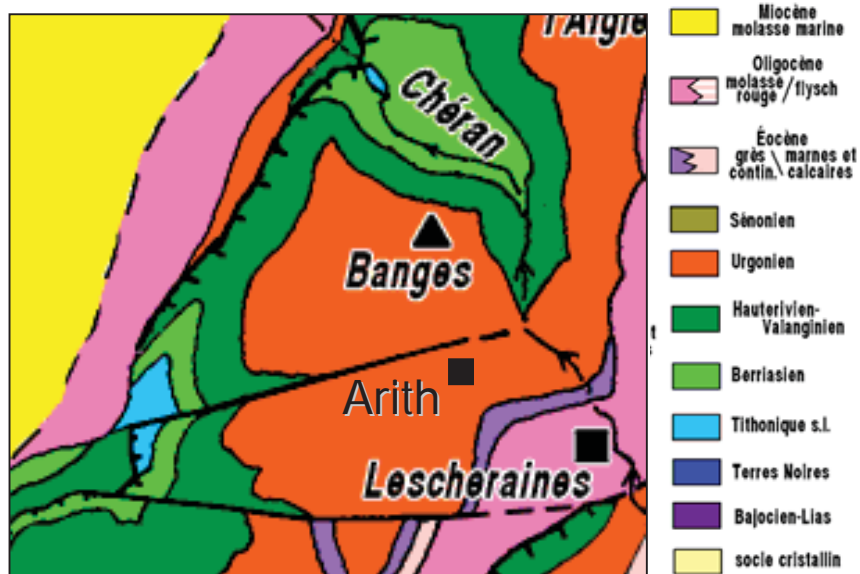 l'Aigle
Chéran
Banges
Arith
Lescheraines
Miocène
molasse marine
Oligocène
molasse
rouge / flysch
Éocène
grès \ marnes et
contin. \ calcaires
Sénonien
Urgonien
Hauterivien-
Valanginien
Berriasien
Tithonique s.l.
Terres Noires
Bajocien-Lias
socle cristallin